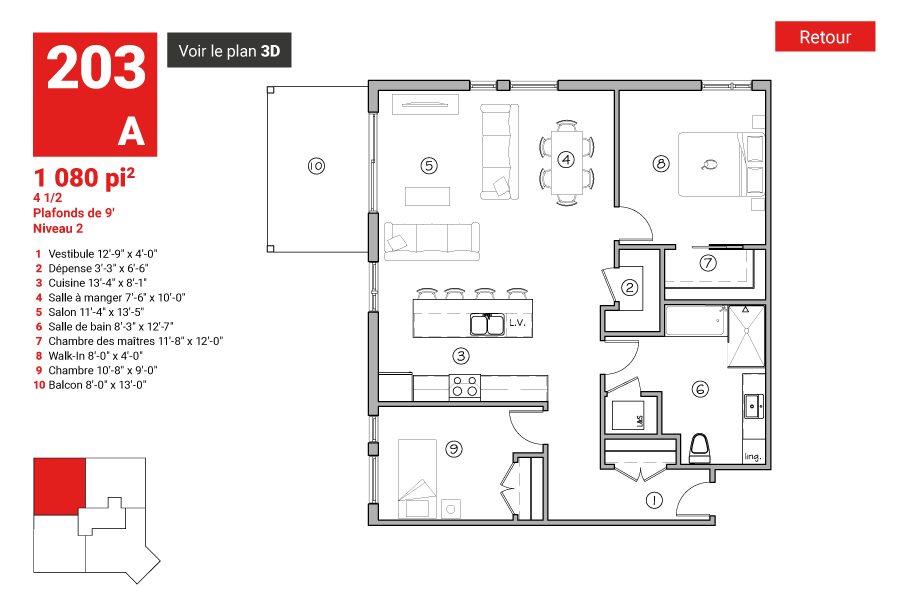 203
A
Voir le plan 3D
Retour
1 080 pi²
4 1/2
Plafonds de 9'
Niveau 2
1 Vestibule 12'-9" x 4'-0"
2 Dépense 3'-3" x 6'-6"
3 Cuisine 13'-4" x 8'-1"
4 Salle à manger 7'-6" x 10'-0"
5 Salon 11'-4" x 13'-5"
6 Salle de bain 8'-3" x 12'-7"
7 Chambre des maîtres 11'-8" x 12'-0"
8 Walk-In 8'-0" x 4'-0"
9 Chambre 10'-8" x 9'-0"
10 Balcon 8'-0" x 13'-0"
10
5
4
8
7
2
L.V.
3
6
L&S
9
ling.
1